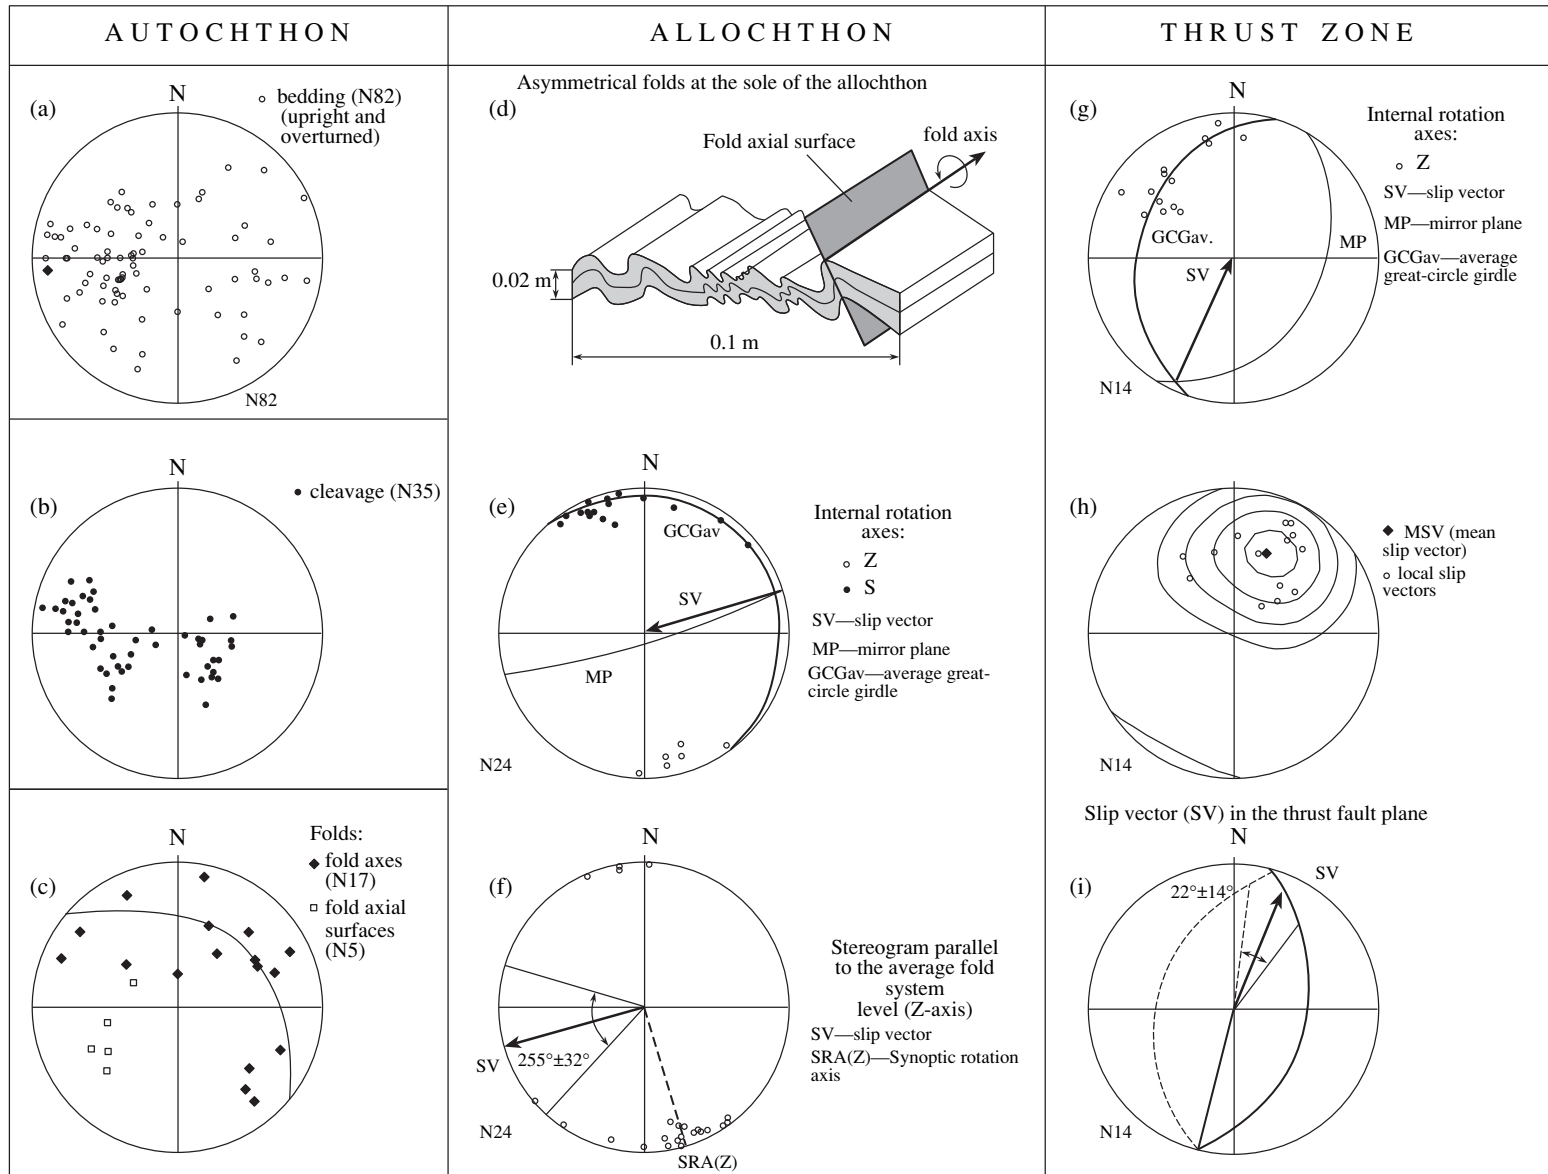 AUTOCHTHON
ALLOCHTHON
THRUST ZONE
(a)
N
bedding (N82)
(upright and
overturned)
N82
(b)
N
cleavage (N35)
(c)
N
Folds:
fold axes
(N17)
fold axial
surfaces
(N5)
Asymmetrical folds at the sole of the allochthon
(d)
Fold axial surface
fold axis
0.02 m
0.1 m
(e)
N
GCGav
SV
MP
N24
Internal rotation
axes:
Z
S
SV—slip vector
MP—mirror plane
GCGav—average great-
circle girdle
(f)
N
SV
255°±32°
N24
SRA(Z)
Stereogram parallel
to the average fold
system
level (Z-axis)
SV—slip vector
SRA(Z)—Synoptic rotation
axis
(g)
N
GCGav.
SV
MP
N14
Internal rotation
axes:
Z
SV—slip vector
MP—mirror plane
GCGav—average
great-circle girdle
(h)
N14
MSV (mean
slip vector)
local slip
vectors
Slip vector (SV) in the thrust fault plane
(i)
N
SV
22°±14°
N14